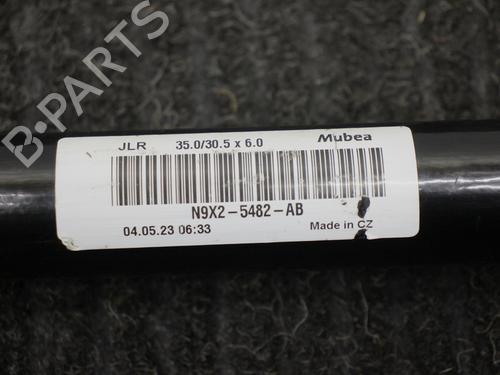 B-PARTS
JLR 35.0/30.5 x 6.0 Mubea
N9X2-5482-AB
04.05.23 06:33 Made in CZ